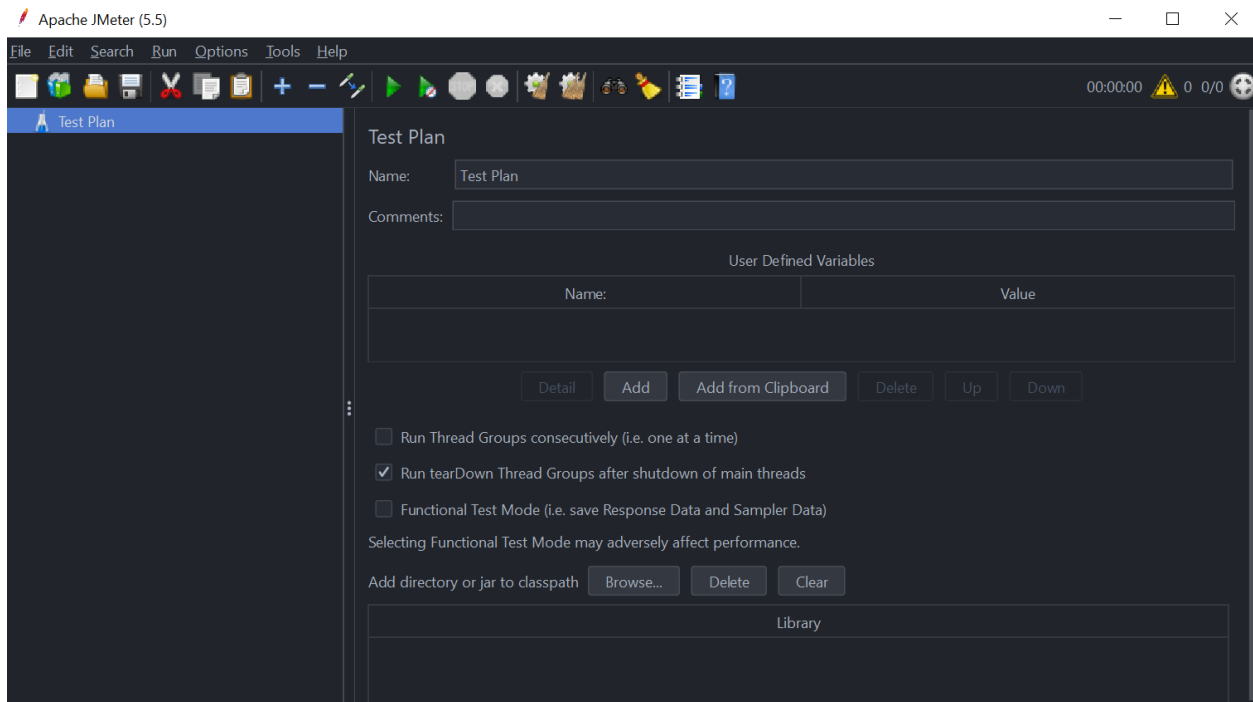 Apache JMeter (5.5)
File Edit Search Run Options Tools Help
00:00:00 0 0/0
Test Plan
Test Plan
Name: Test Plan
Comments:
User Defined Variables
Name: Value
Detail Add Add from Clipboard Delete Up Down
Run Thread Groups consecutively (i.e. one at a time)
Run tearDown Thread Groups after shutdown of main threads
Functional Test Mode (i.e. save Response Data and Sampler Data)
Selecting Functional Test Mode may adversely affect performance.
Add directory or jar to classpath Browse... Delete Clear
Library